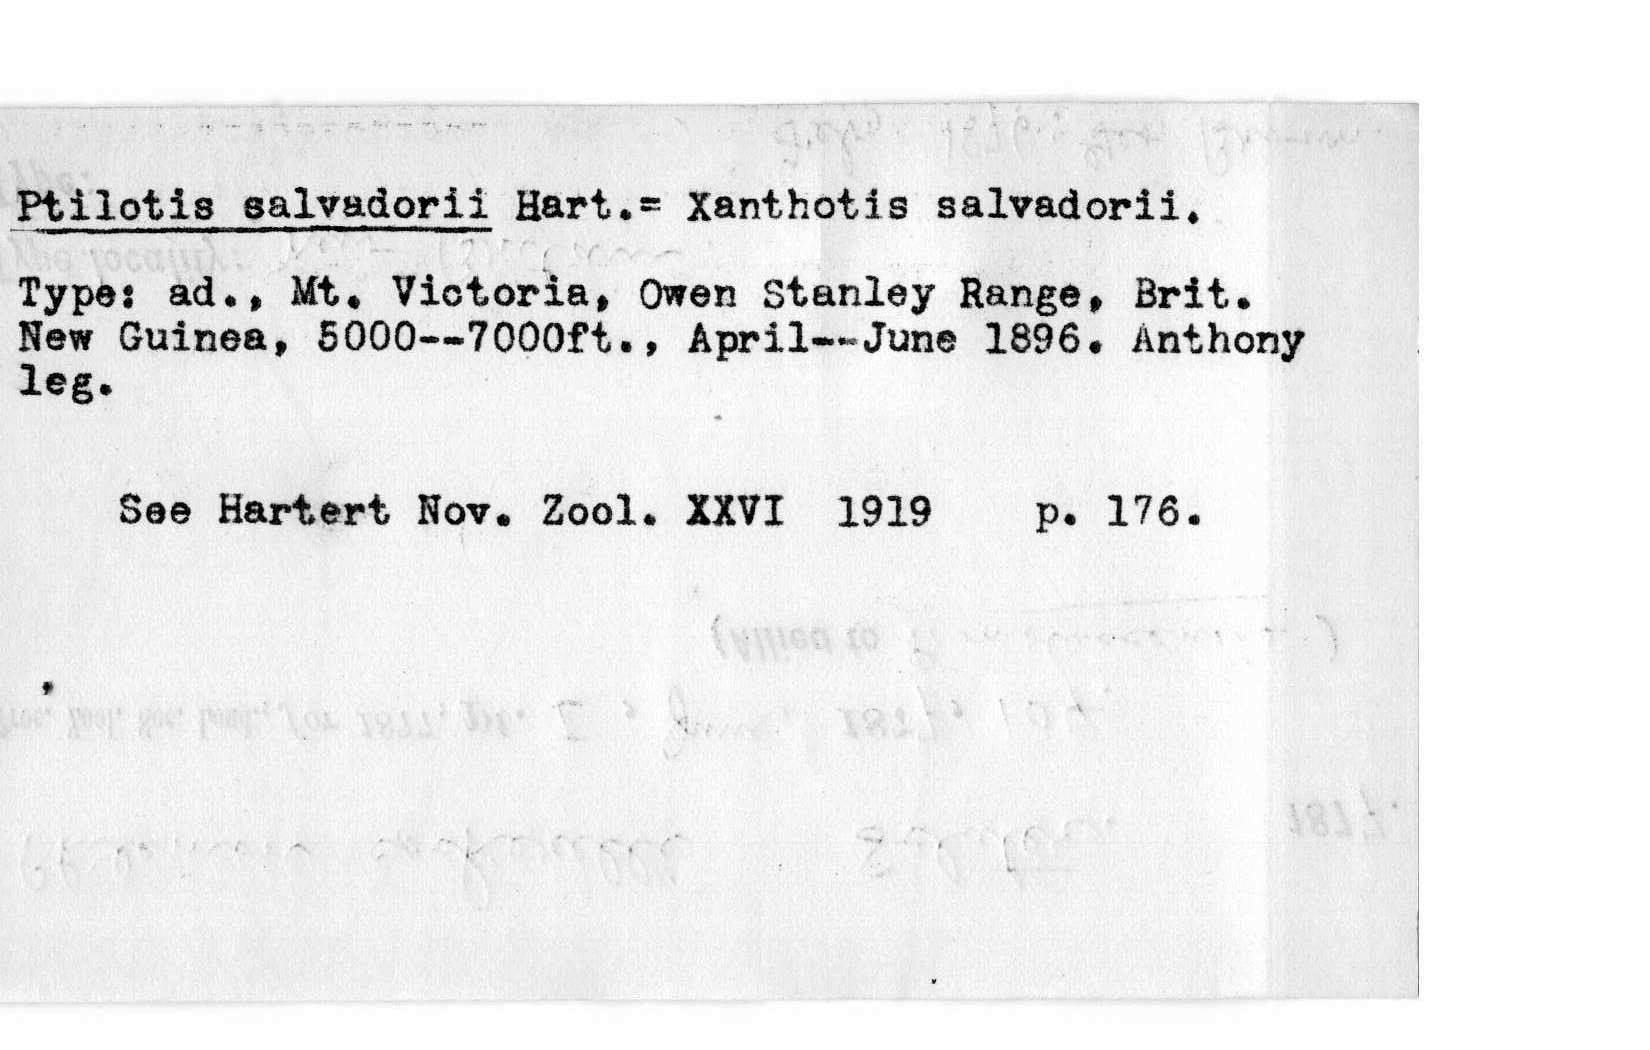 Ptilotis salvadorii Hart.= Xanthotis salvadorii.
Type: ad., Mt. Victoria, Owen Stanley Range, Brit.
New Guinea, 5000--7000ft., April--June 1896. Anthony
leg.
See Hartert Nov. Zool. XXVI 1919 p. 176.